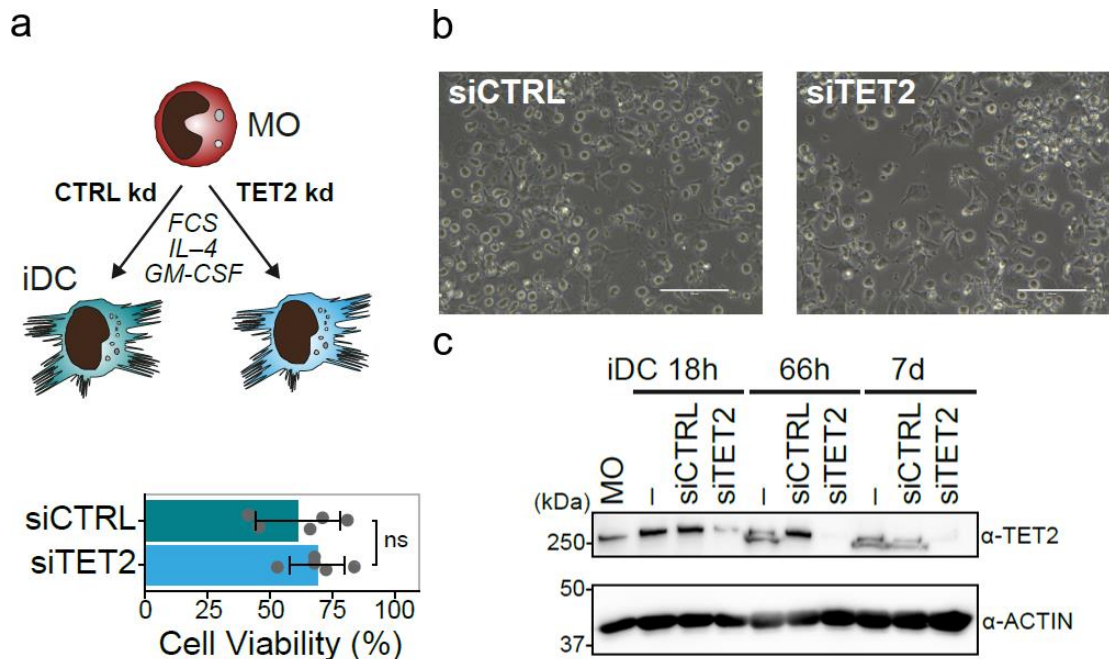 a
MO
CTRL kd TET2 kd
FCS
IL–4
GM-CSF
iDC
siCTRL
siTET2
ns
0 25 50 75 100
Cell Viability (%)
b
siCTRL
siTET2
c
iDC 18h 66h 7d
MO
–
siCTRL
siTET2
–
siCTRL
siTET2
–
siCTRL
siTET2
(kDa)
250
α-TET2
50
37
α-ACTIN